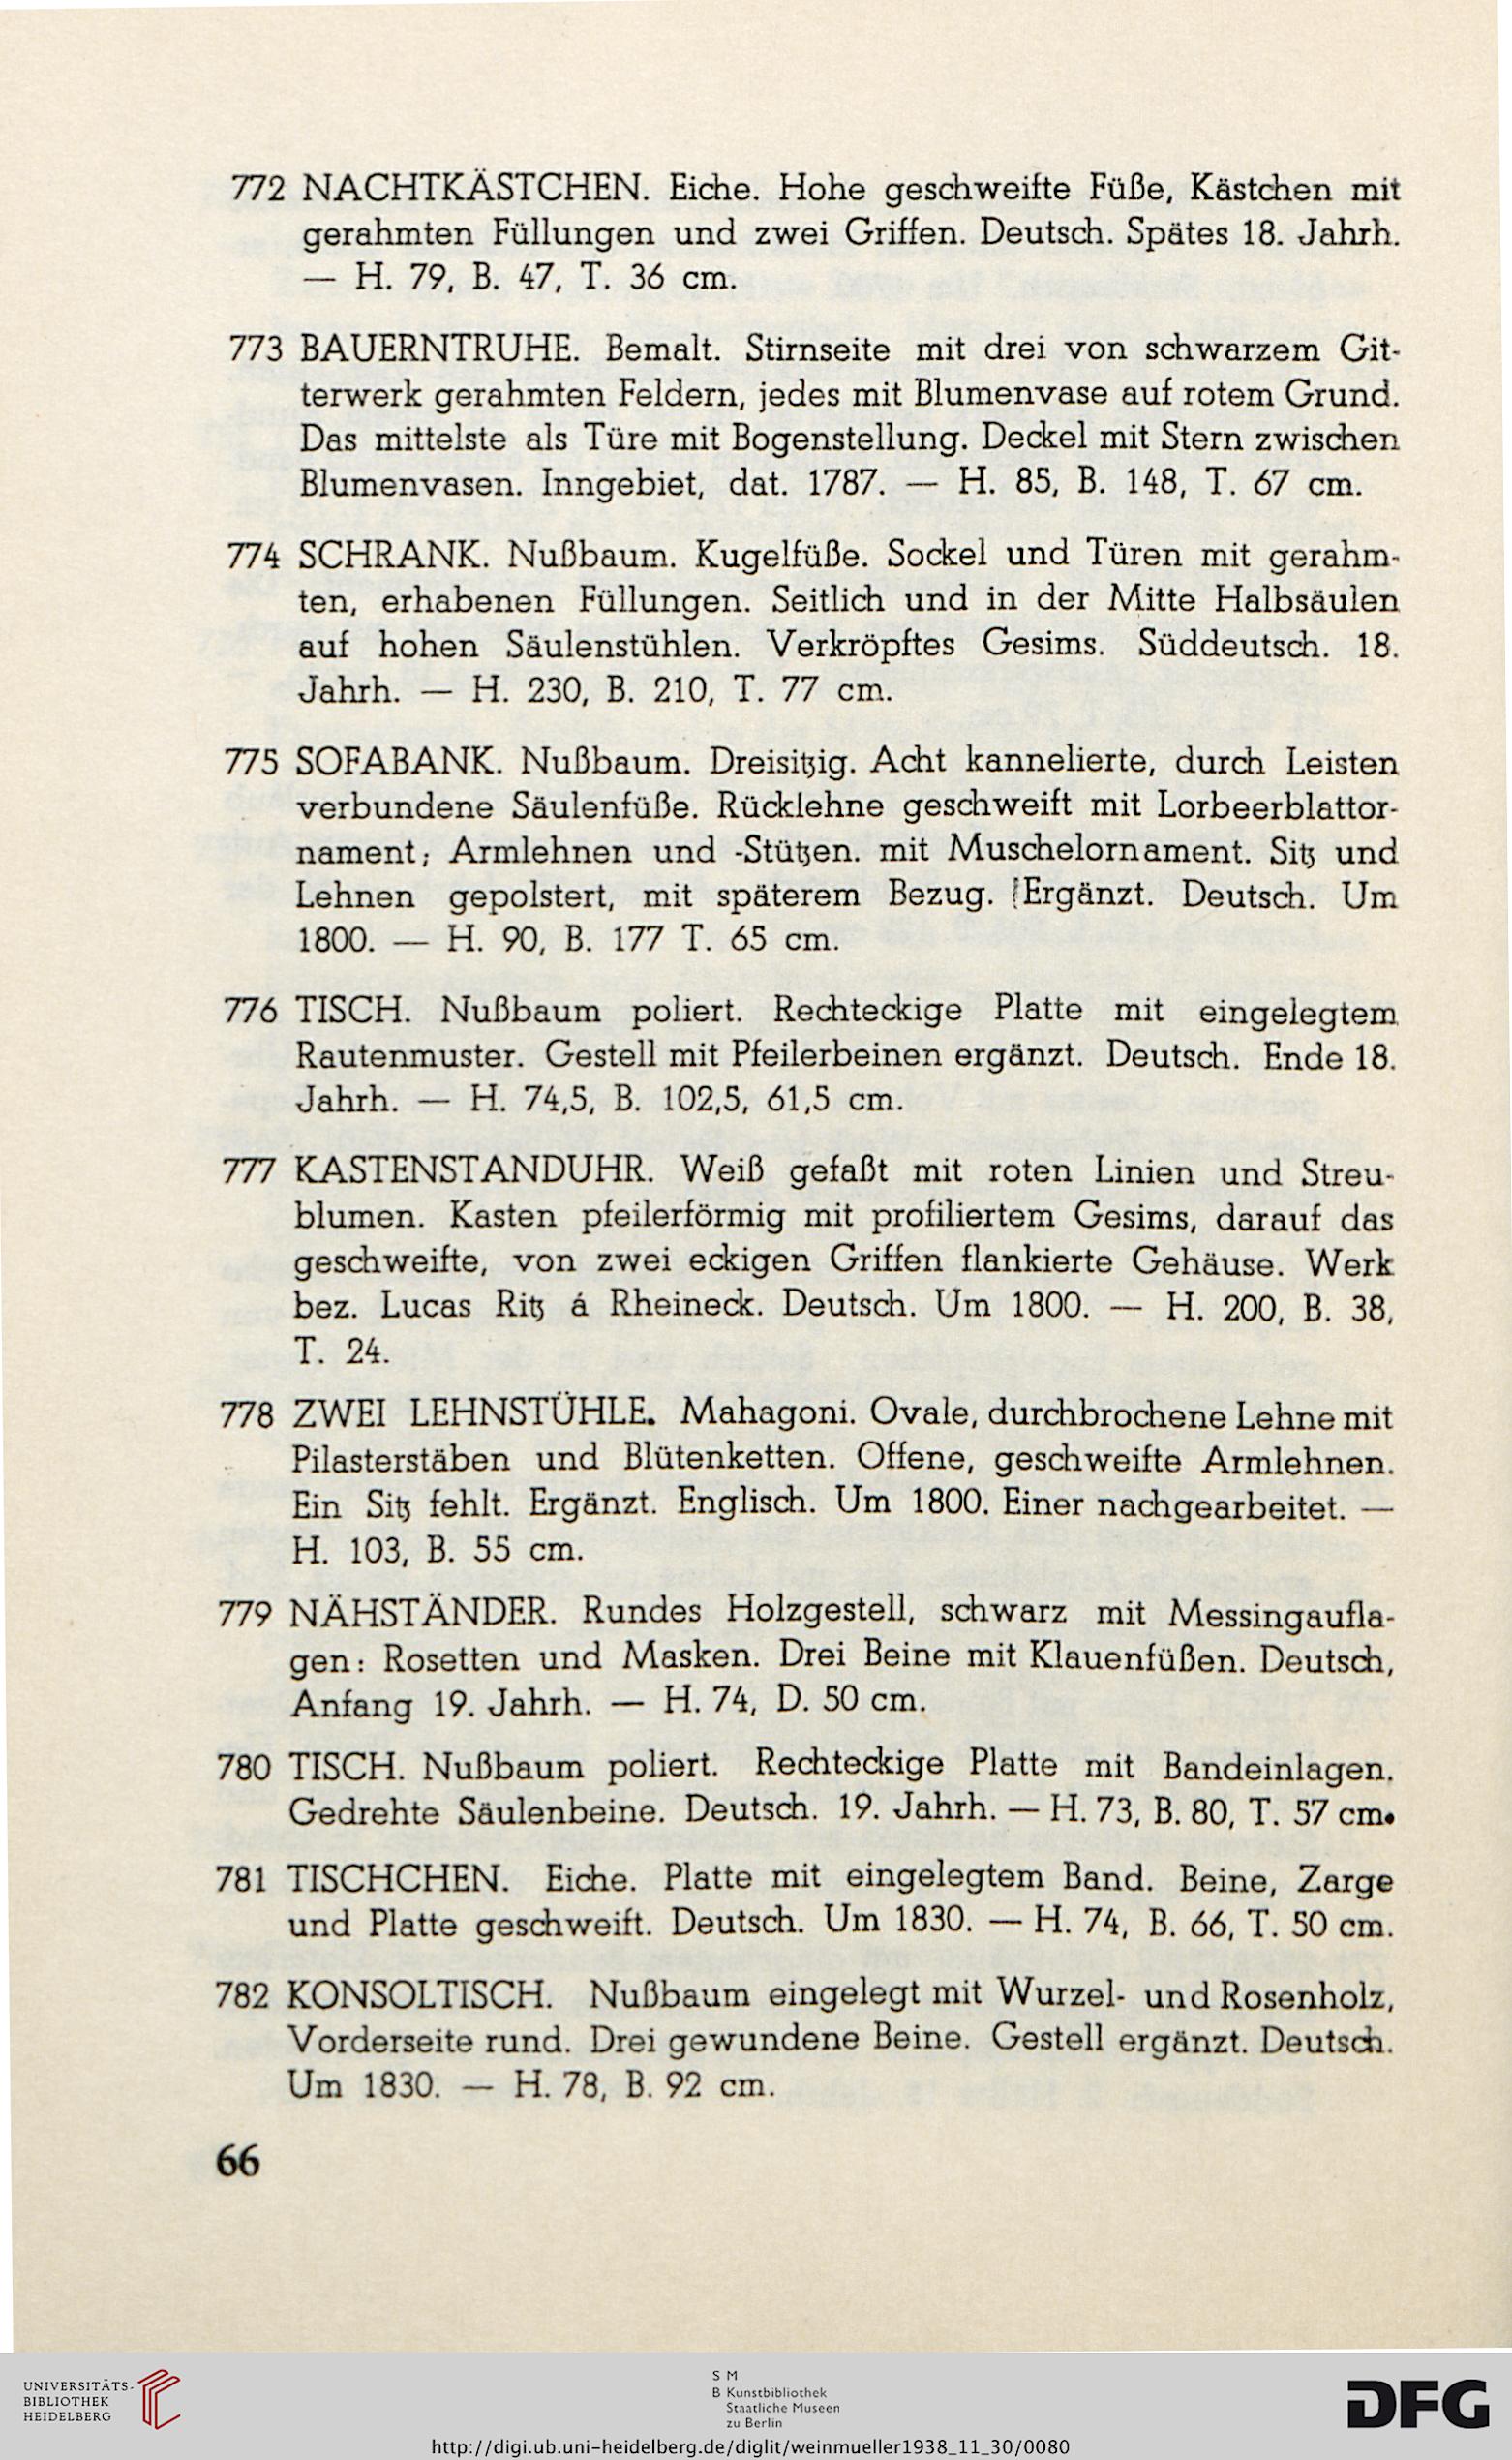 772 NACHTKÄSTCHEN. Eiche. Hohe geschweifte Füße, Kästchen mit
gerahmten Füllungen und zwei Griffen. Deutsch. Spätes 18. Jahrh.
— H. 79, B. 47, T. 36 cm.
773 BAUERNTRUHE. Bemalt. Stirnseite mit drei von schwarzem Git-
terwerk gerahmten Feldern, jedes mit Blumenvase auf rotem Grund.
Das mittelste als Türe mit Bogenstellung. Deckel mit Stern zwischen
Blumenvasen. Inngebiet, dat. 1787. — H. 85, B. 148, T. 67 cm.
774 SCHRANK. Nußbaum. Kugelfüße. Sockel und Türen mit gerahm-
ten, erhabenen Füllungen. Seitlich und in der Mitte Halbsäulen
auf hohen Säulenstühlen. Verkröpftes Gesims. Süddeutsch. 18.
Jahrh. — H. 230, B. 210, T. 77 cm.
775 SOFABANK. Nußbaum. Dreisitzig. Acht kannelierte, durch Leisten
verbundene Säulenfüße. Rücklehne geschweift mit Lorbeerblattor-
nament; Armlehnen und -Stützen. mit Muschelornament. Sitz und
Lehnen gepolstert, mit späterem Bezug. Ergänzt. Deutsch. Um
1800. — H. 90, B. 177 T. 65 cm.
776 TISCH. Nußbaum poliert. Rechteckige Platte mit eingelegtem
Rautenmuster. Gestell mit Pfeilerbeinen ergänzt. Deutsch. Ende 18.
Jahrh. — H. 74,5, B. 102,5, 61,5 cm.
777 KASTENSTANDUHR. Weiß gefaßt mit roten Linien und Streu-
blumen. Kasten pfeilerförmig mit profiliertem Gesims, darauf das
geschweifte, von zwei eckigen Griffen flankierte Gehäuse. Werk
bez. Lucas Ritz á Rheineck. Deutsch. Um 1800. — H. 200, B. 38,
T. 24.
778 ZWEI LEHNSTÜHLE. Mahagoni. Ovale, durchbrochene Lehne mit
Pilasterstäben und Blütenketten. Offene, geschweifte Armlehnen.
Ein Sitz fehlt. Ergänzt. Englisch. Um 1800. Einer nachgearbeitet. —
H. 103, B. 55 cm.
779 NÄHSTÄNDER. Rundes Holzgestell, schwarz mit Messingaufla-
gen: Rosetten und Masken. Drei Beine mit Klauenfüßen. Deutsch,
Anfang 19. Jahrh. — H. 74, D. 50 cm.
780 TISCH. Nußbaum poliert. Rechteckige Platte mit Bandeinlagen.
Gedrehte Säulenbeine. Deutsch. 19. Jahrh. — H. 73, B. 80, T. 57 cm.
781 TISCHCHEN. Eiche. Platte mit eingelegtem Band. Beine, Zarge
und Platte geschweift. Deutsch. Um 1830. — H. 74, B. 66, T. 50 cm.
782 KONSOLTISCH. Nußbaum eingelegt mit Wurzel- und Rosenholz,
Vorderseite rund. Drei gewundene Beine. Gestell ergänzt. Deutsch.
Um 1830. — H. 78, B. 92 cm.
66
UNIVERSITÄTS-
BIBLIOTHEK
HEIDELBERG
S M
B Kunstbibliothek
Staatliche Museen
zu Berlin
DFG
http://digi.ub.uni-heidelberg.de/diglit/weinmueller1938_11_30/0080